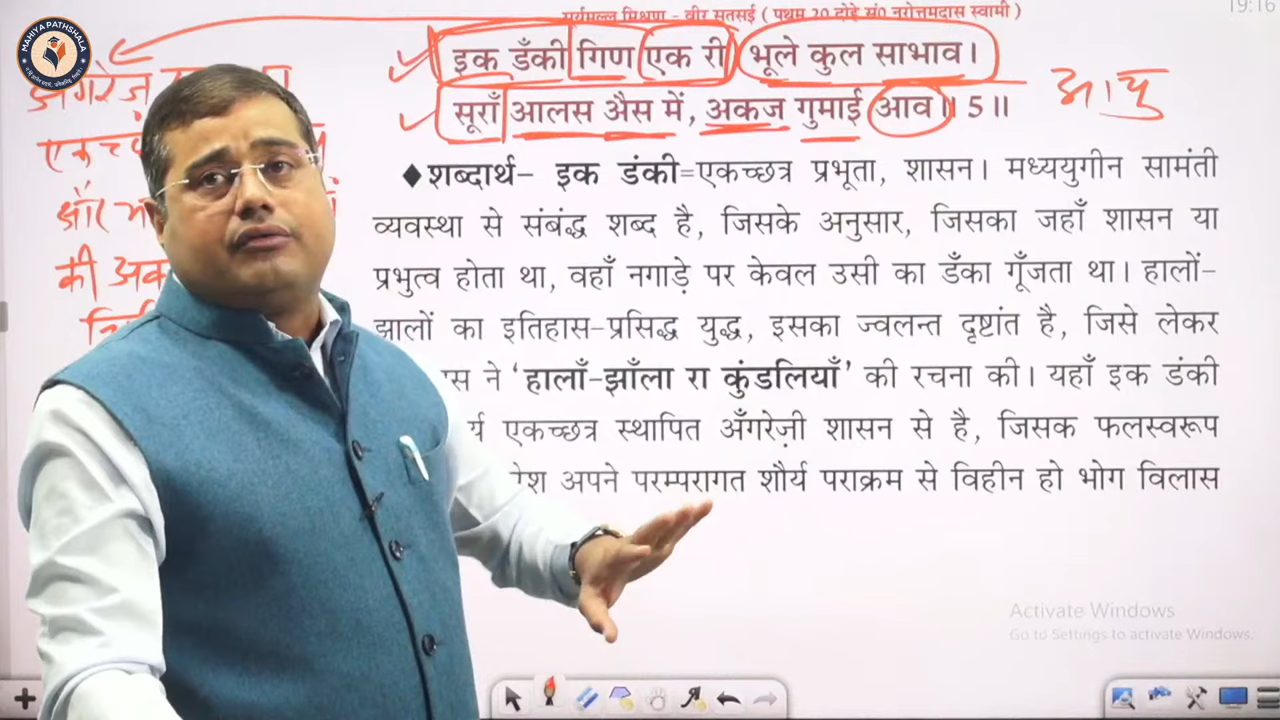 19:16
सूर्यमल्ल मिश्रण - वीर सतसई ( प्रथम 20 दोहे सं0 नरोत्तमदास स्वामी )
MAHIYA PATHSHALA
इक डँकी गिण एक री भूले कुल साभाव।
सूराँ आलस अैस में, अकज गुमाई आव॥ 5॥
आयु
अंगरेज
की अक
◆शब्दार्थ- इक डंकी=एकच्छत्र प्रभूता, शासन। मध्ययुगीन सामंती
व्यवस्था से संबंद्ध शब्द है, जिसके अनुसार, जिसका जहाँ शासन या
प्रभुत्व होता था, वहाँ नगाड़े पर केवल उसी का डँका गूँजता था। हालों-
झालों का इतिहास-प्रसिद्ध युद्ध, इसका ज्वलन्त दृष्टांत है, जिसे लेकर
स ने ‘हालाँ-झाँला रा कुंडलियाँ’ की रचना की। यहाँ इक डंकी
र्य एकच्छत्र स्थापित अँगरेज़ी शासन से है, जिसक फलस्वरूप
रेश अपने परम्परागत शौर्य पराक्रम से विहीन हो भोग विलास
Activate Windows
Go to Settings to activate Windows.